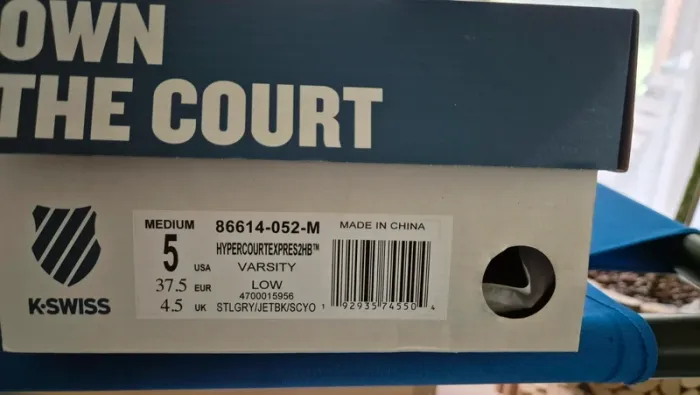 OWN
THE COURT
K·SWISS
MEDIUM
5 USA
37.5 EUR
4.5 UK
86614-052-M
HYPERCOURTEXPRES2HB™
VARSITY
LOW
4700015956
STLGRY/JETBK/SCYO
MADE IN CHINA
1 92935 74550 4